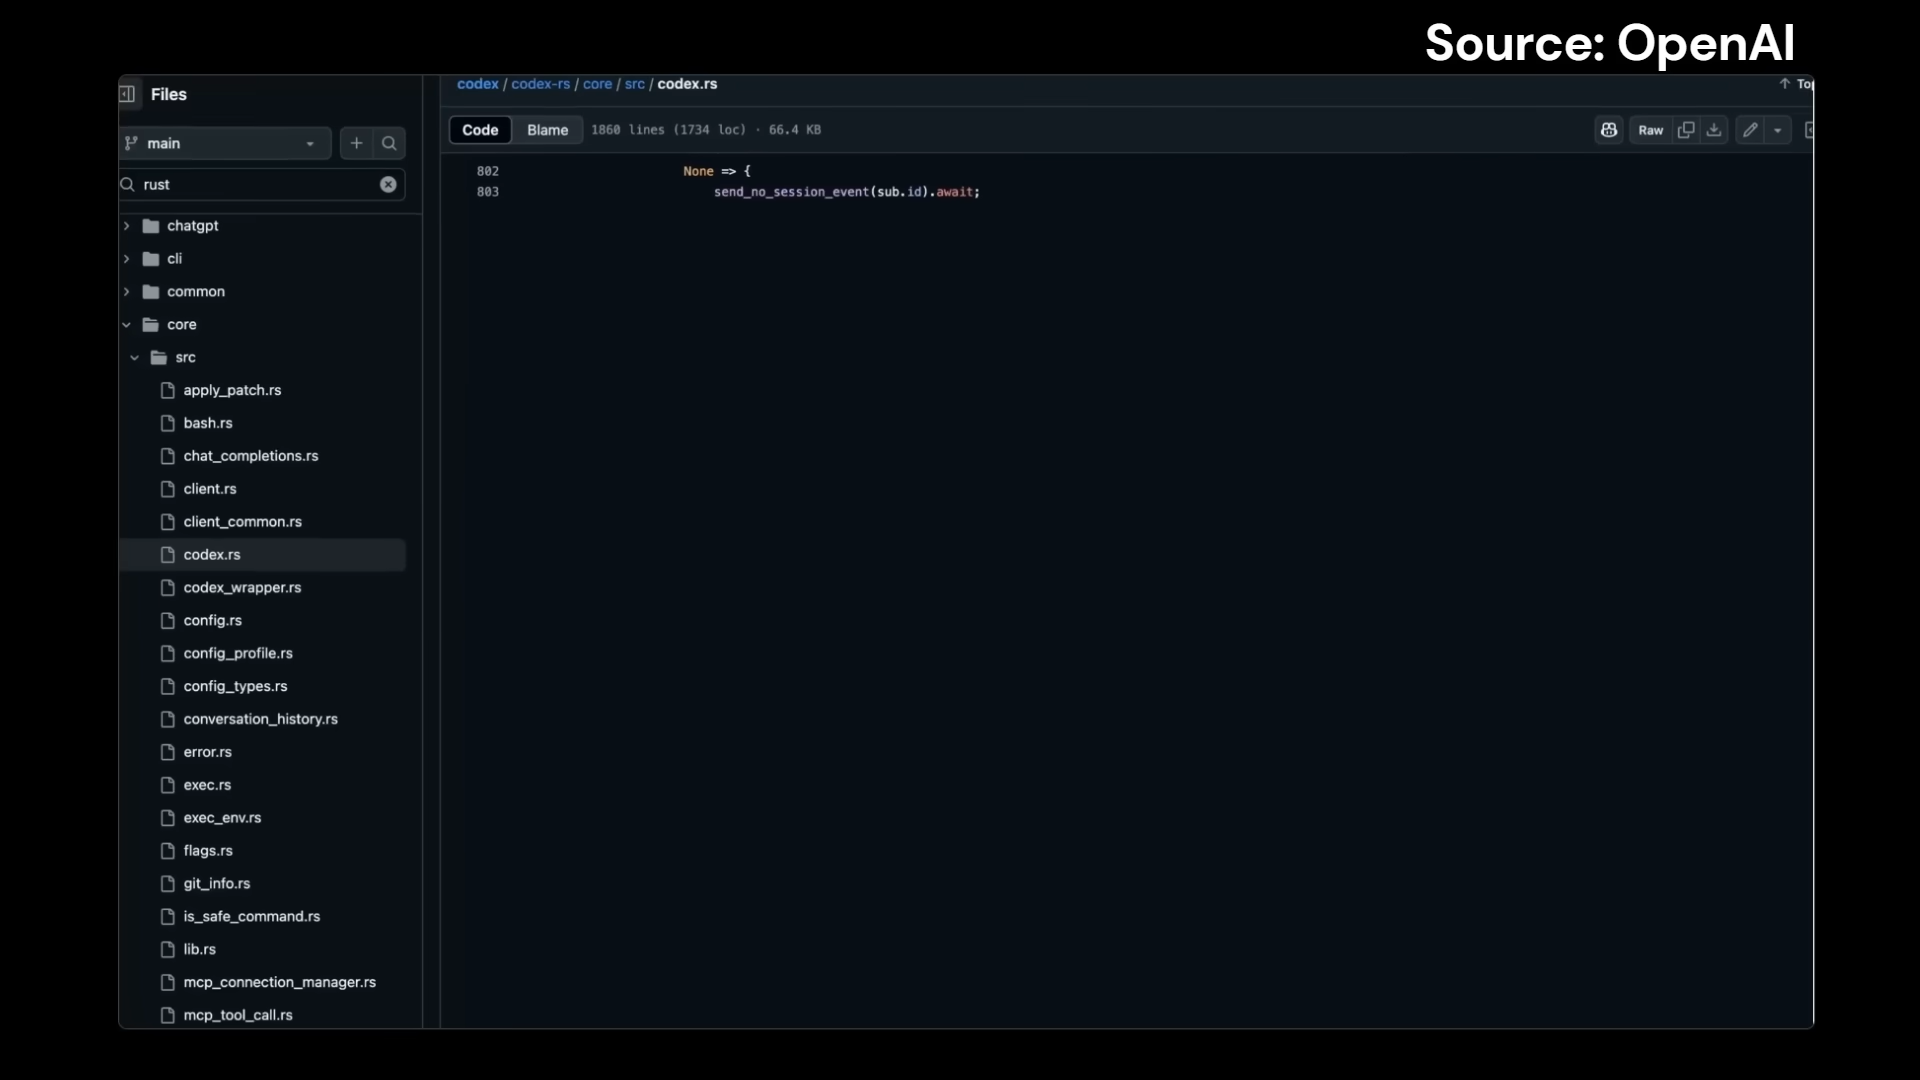 Source: OpenAI
Files
codex / codex-rs / core / src / codex.rs
Top
main
Code Blame 1860 lines (1734 loc) · 66.4 KB
Raw
rust
802 None => {
803 send_no_session_event(sub.id).await;
chatgpt
cli
common
core
src
apply_patch.rs
bash.rs
chat_completions.rs
client.rs
client_common.rs
codex.rs
codex_wrapper.rs
config.rs
config_profile.rs
config_types.rs
conversation_history.rs
error.rs
exec.rs
exec_env.rs
flags.rs
git_info.rs
is_safe_command.rs
lib.rs
mcp_connection_manager.rs
mcp_tool_call.rs